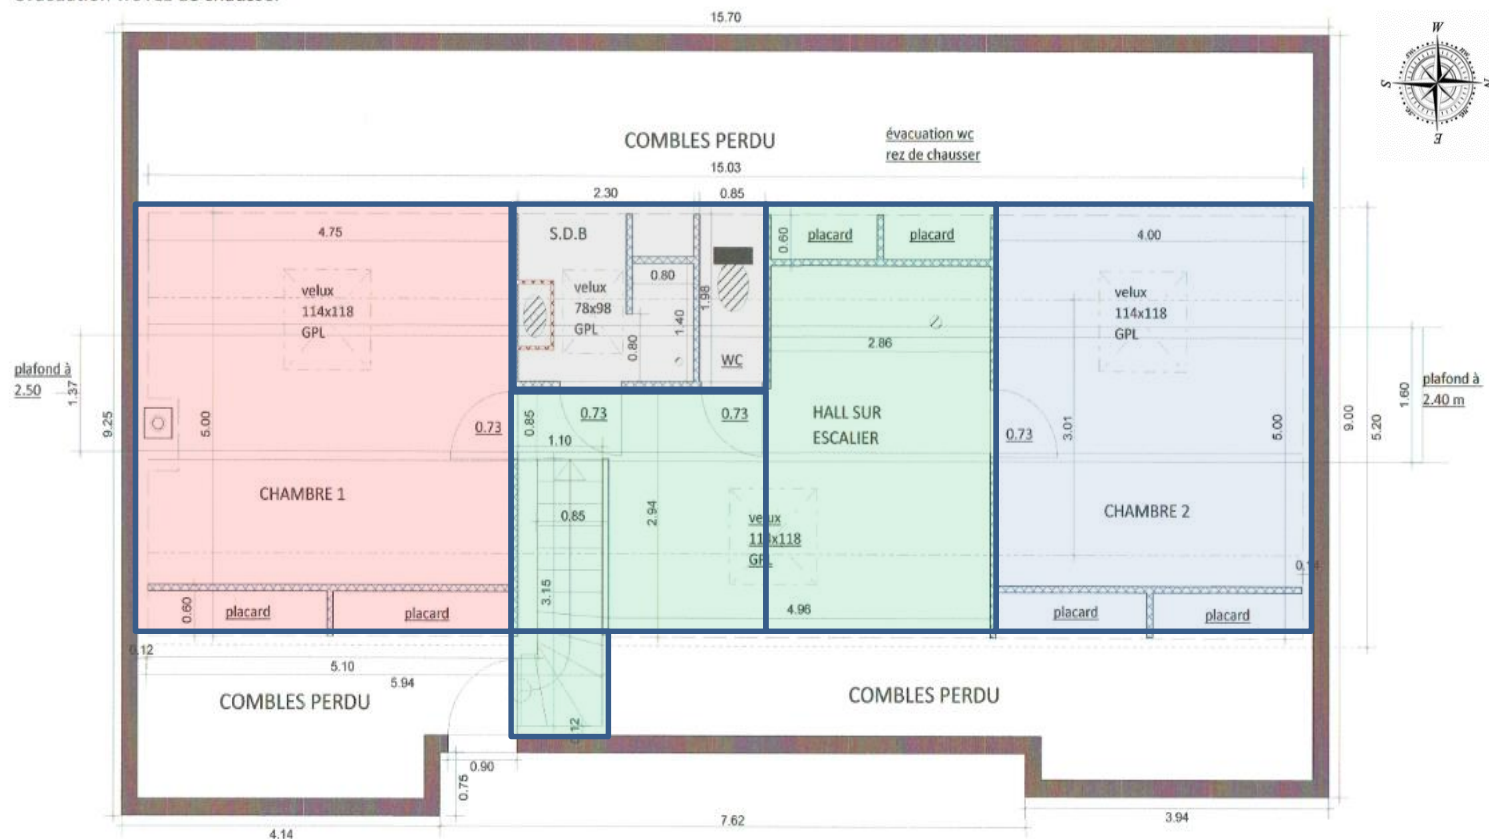 15.70
W
S
N
E
COMBLES PERDU
évacuation wc
rez de chausser
15.03
2.30
0.85
4.75
S.D.B
0.60
placard
placard
4.00
velux
114x118
GPL
velux
78x98
GPL
0.80
1.98
1.40
0.80
WC
2.86
velux
114x118
GPL
plafond à
2.50
1.37
9.25
5.00
0.73
0.85
0.73
0.73
1.10
HALL SUR
ESCALIER
0.73
3.01
5.00
1.60
9.00
5.20
plafond à
2.40 m
CHAMBRE 1
0.85
2.94
velux
114x118
GPL
CHAMBRE 2
3.15
0.60
placard
placard
4.96
placard
placard
0.12
5.10
5.94
COMBLES PERDU
COMBLES PERDU
0.90
0.75
4.14
7.62
3.94